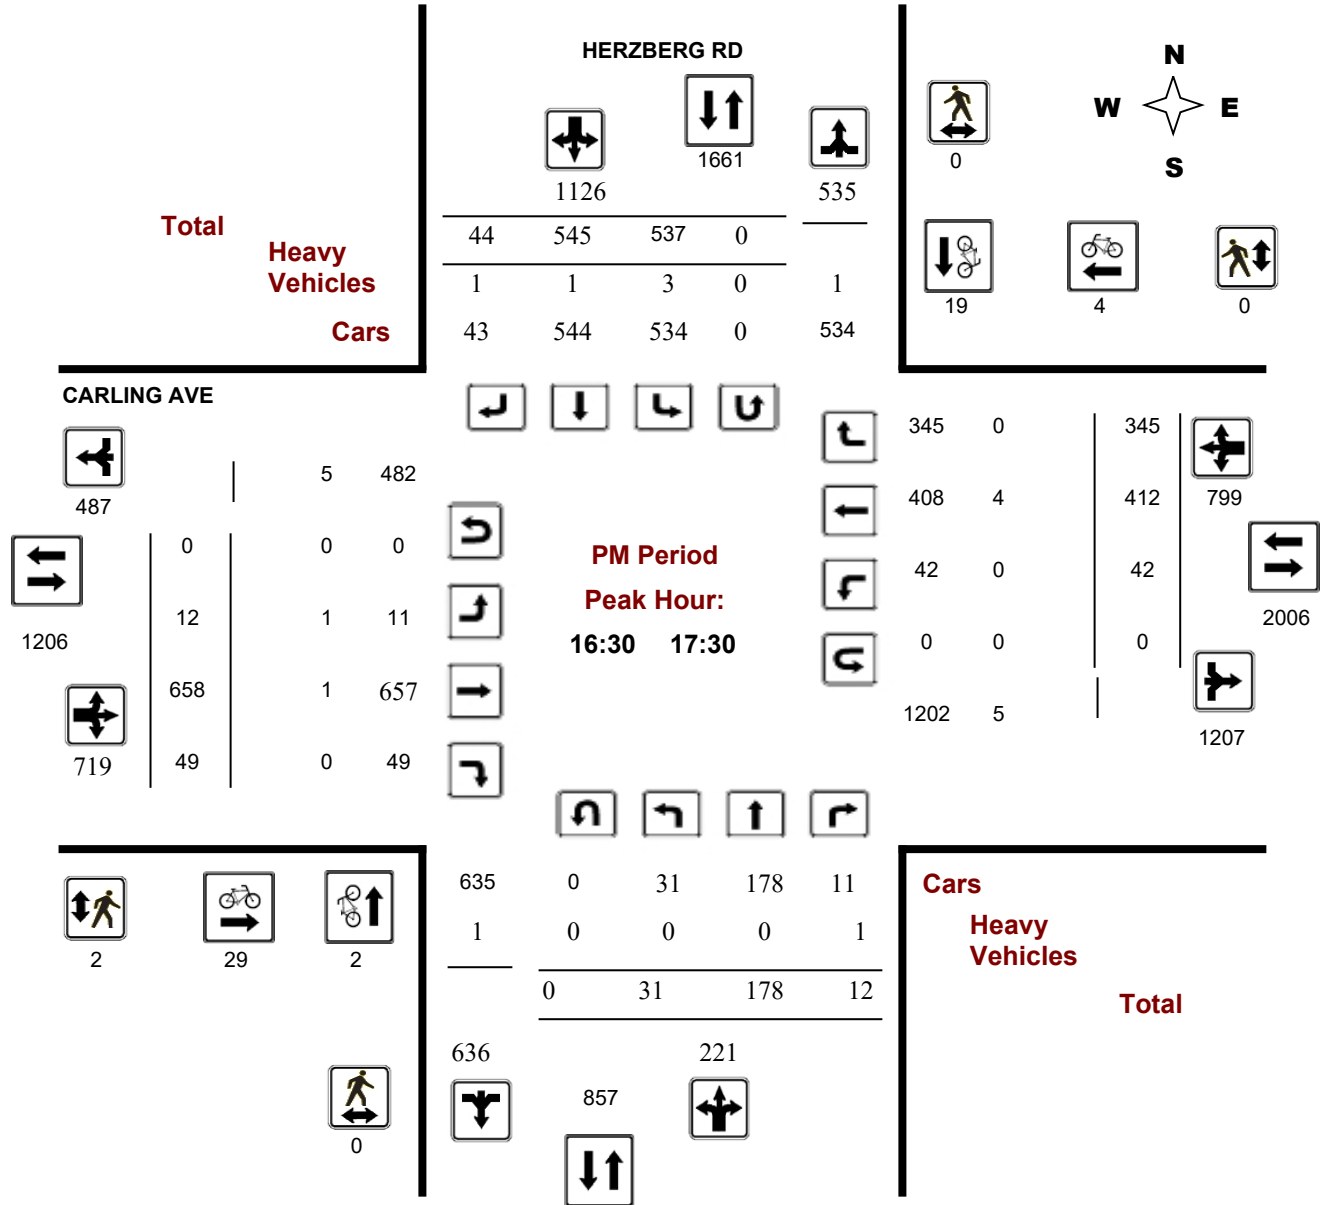 HERZBERG RD
N
W E
S
1661
0
1126 535
Total
44 545 537 0
Heavy
Vehicles
1 1 3 0 1
19 4 0
Cars
43 544 534 0 534
CARLING AVE
345 0 345
5 482
487
408 4 412 799
0 0 0
PM Period
42 0 42
Peak Hour:
12 1 11
2006
1206
16:30 17:30
0 0 0
658 1 657
1202 5
1207
719 49 0 49
635 0 31 178 11
Cars
1 0 0 0 1
Heavy
Vehicles
2 29 2
0 31 178 12
Total
636 221
857
0